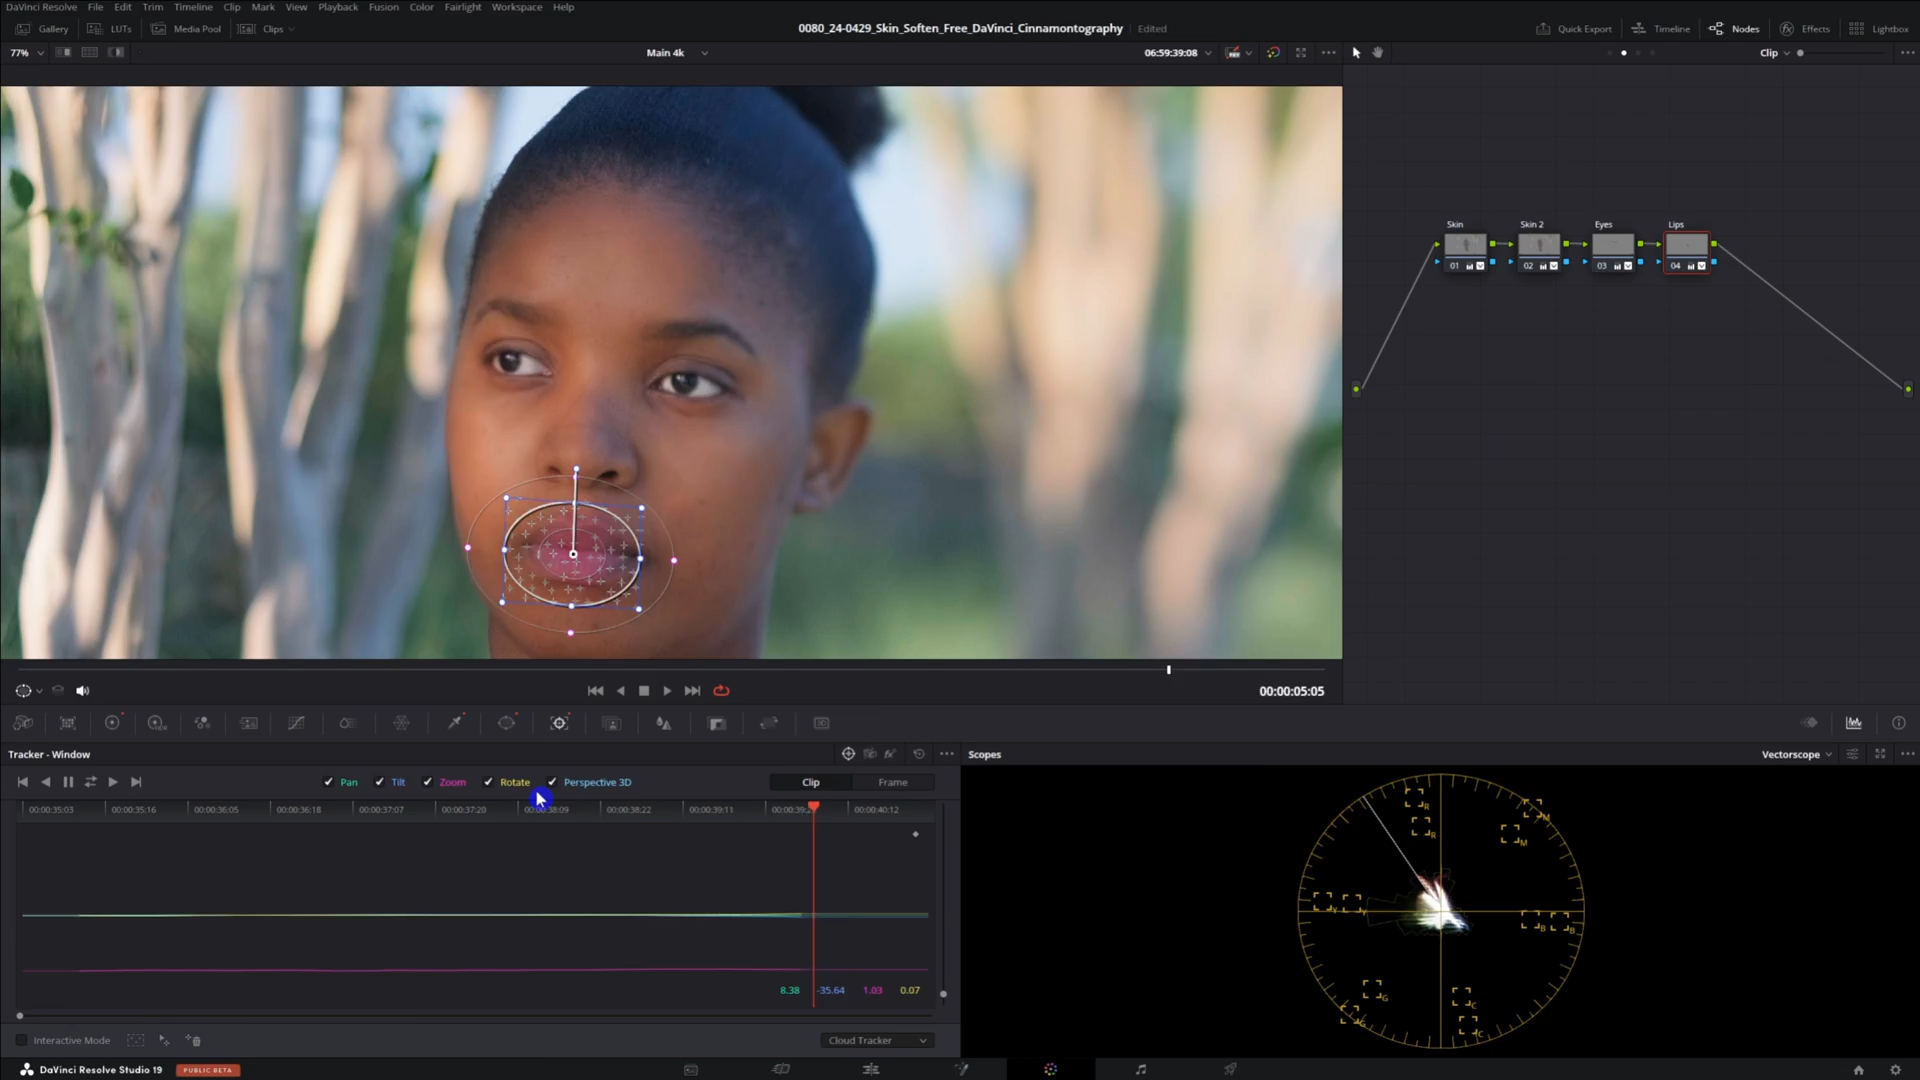 DaVinci Resolve File Edit Trim Timeline Clip Mark View Playback Fusion Color Fairlight Workspace Help
Gallery LUTs Media Pool Clips 0080_24-0429_Skin_Soften_Free_DaVinci_Cinnamontography Edited Quick Export Timeline Nodes Effects Lightbox
77% Main 4k 06:59:39:08 Clip
Skin Skin 2 Eyes Lips
01 02 03 04
00:00:05:05
Tracker - Window Scopes Vectorscope
Pan Tilt Zoom Rotate Perspective 3D Clip Frame
00:00:35:03 00:00:35:16 00:00:36:05 00:00:36:18 00:00:37:07 00:00:37:20 00:00:38:09 00:00:38:22 00:00:39:11 00:00:40:12
R M
R M
Y Y B B
G C
G C
8.38 -35.64 1.03 0.07
Interactive Mode Cloud Tracker
DaVinci Resolve Studio 19 PUBLIC BETA